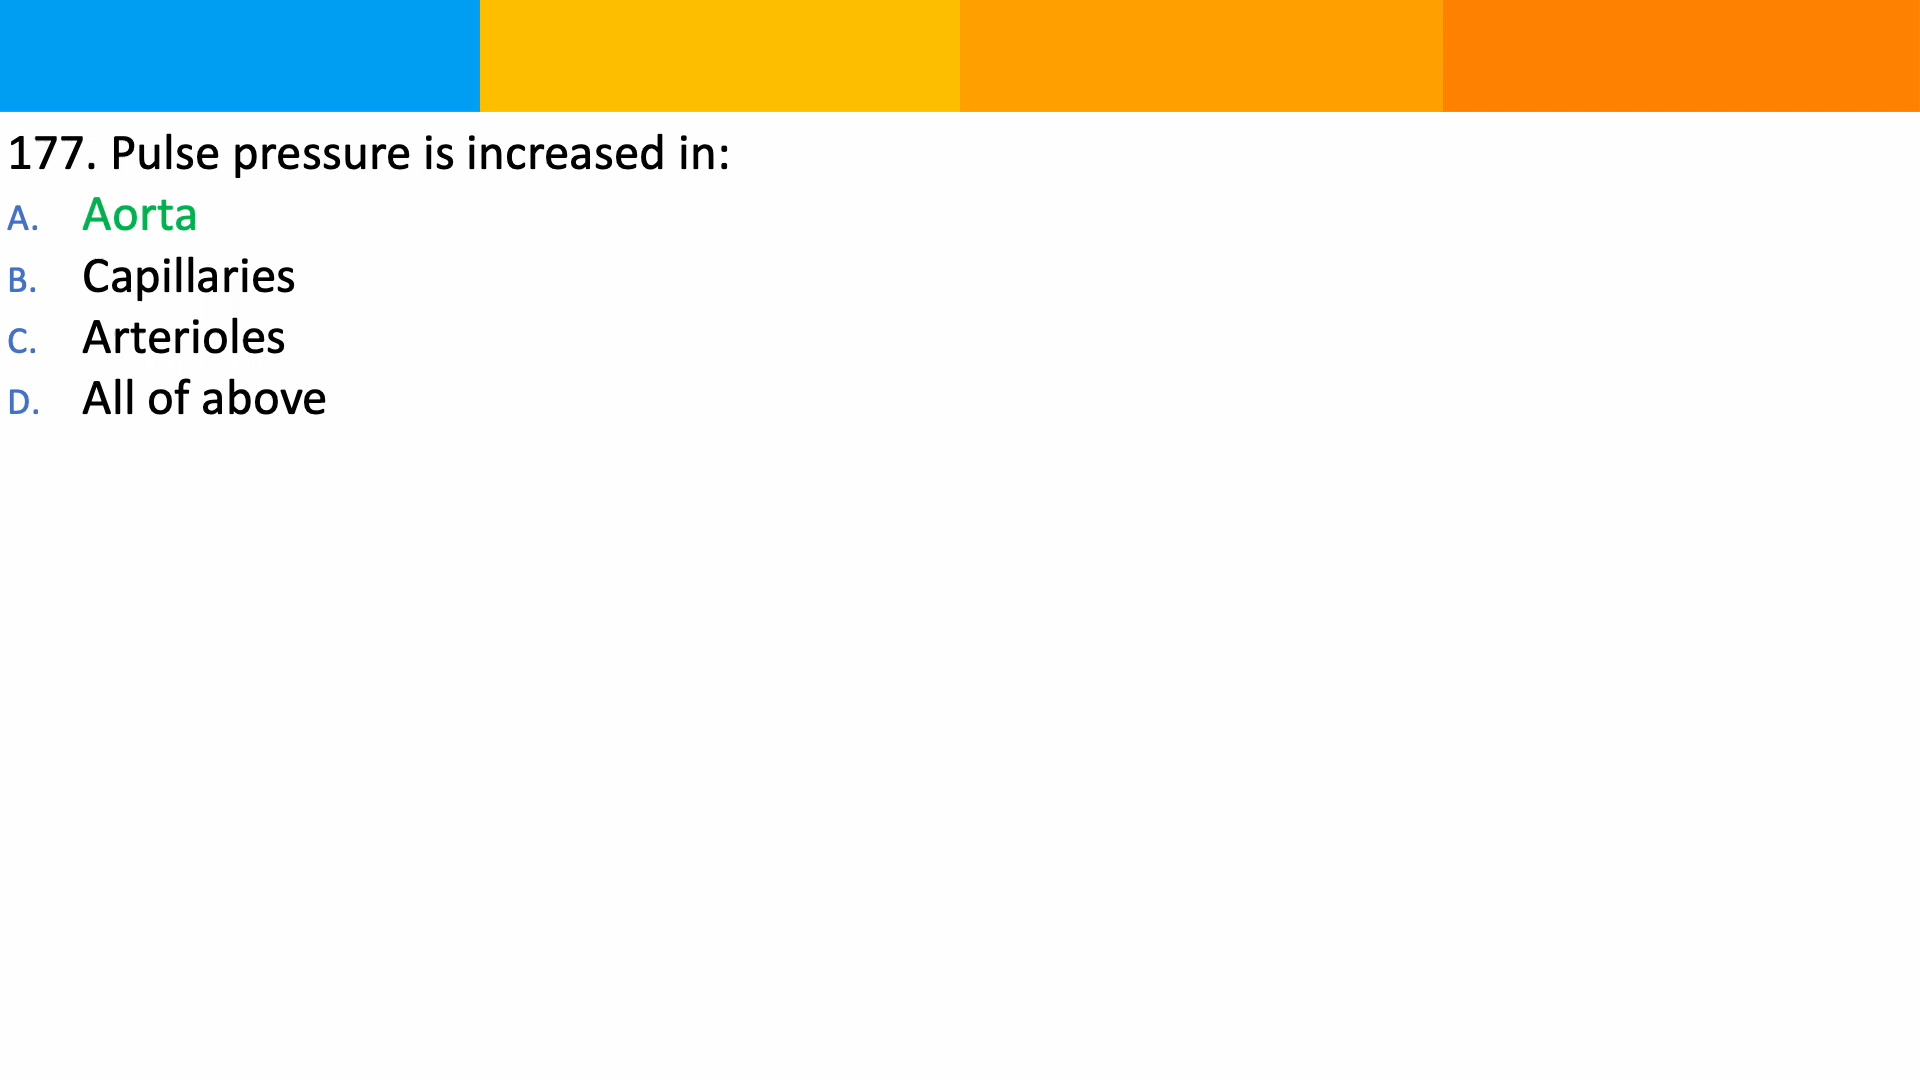 177. Pulse pressure is increased in:
A. Aorta
B. Capillaries
C. Arterioles
D. All of above